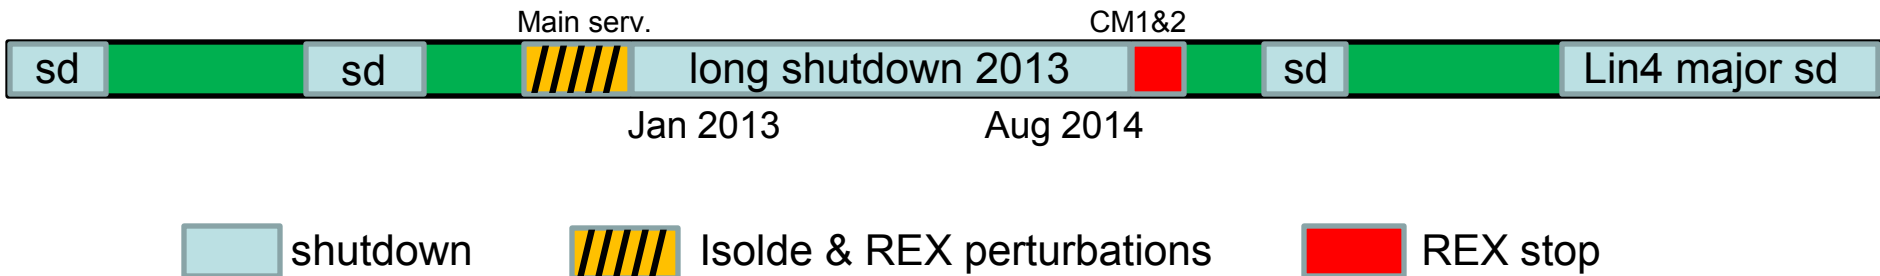 Main serv. CM1&2
sd sd long shutdown 2013 sd Lin4 major sd
Jan 2013 Aug 2014
shutdown Isolde & REX perturbations REX stop